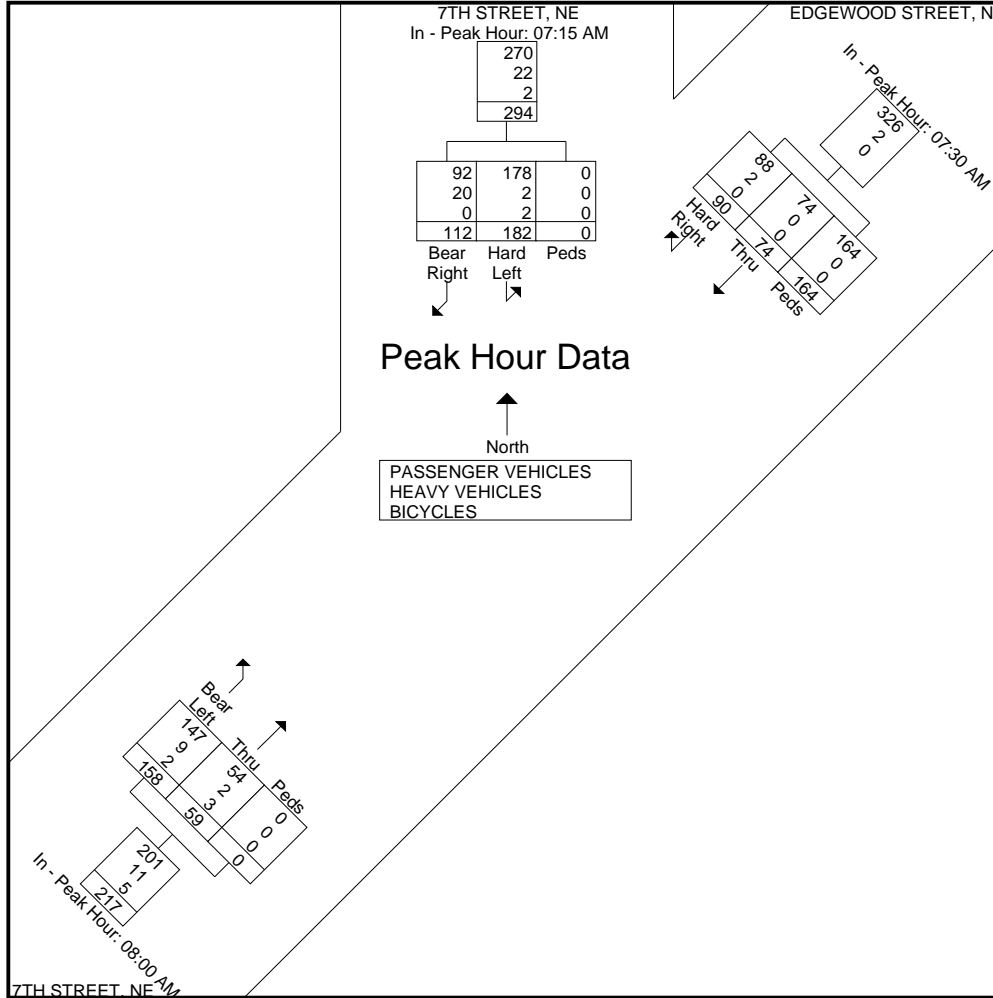 7TH STREET, NE
In - Peak Hour: 07:15 AM
270
22
2
294
92 178 0
20 2 0
0 2 0
112 182 0
Bear Right
Hard Left
Peds
EDGEWOOD STREET, N
In - Peak Hour: 07:30 AM
326
2
0
88 74 164
2 0 0
0 0 0
90 74 164
Hard Right
Thru
Peds
Peak Hour Data
North
PASSENGER VEHICLES
HEAVY VEHICLES
BICYCLES
Bear Left
Thru
Peds
147 54 0
9 2 0
2 3 0
158 59 0
201
11
5
217
In - Peak Hour: 08:00 AM
7TH STREET, NE